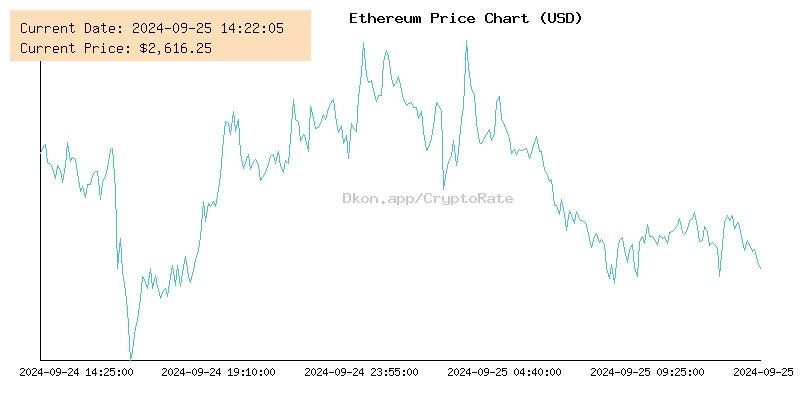 Ethereum Price Chart (USD)
Current Date: 2024-09-25 14:22:05
Current Price: $2,616.25
Dkon.app/CryptoRate
2024-09-24 14:25:00 2024-09-24 19:10:00 2024-09-24 23:55:00 2024-09-25 04:40:00 2024-09-25 09:25:00 2024-09-25